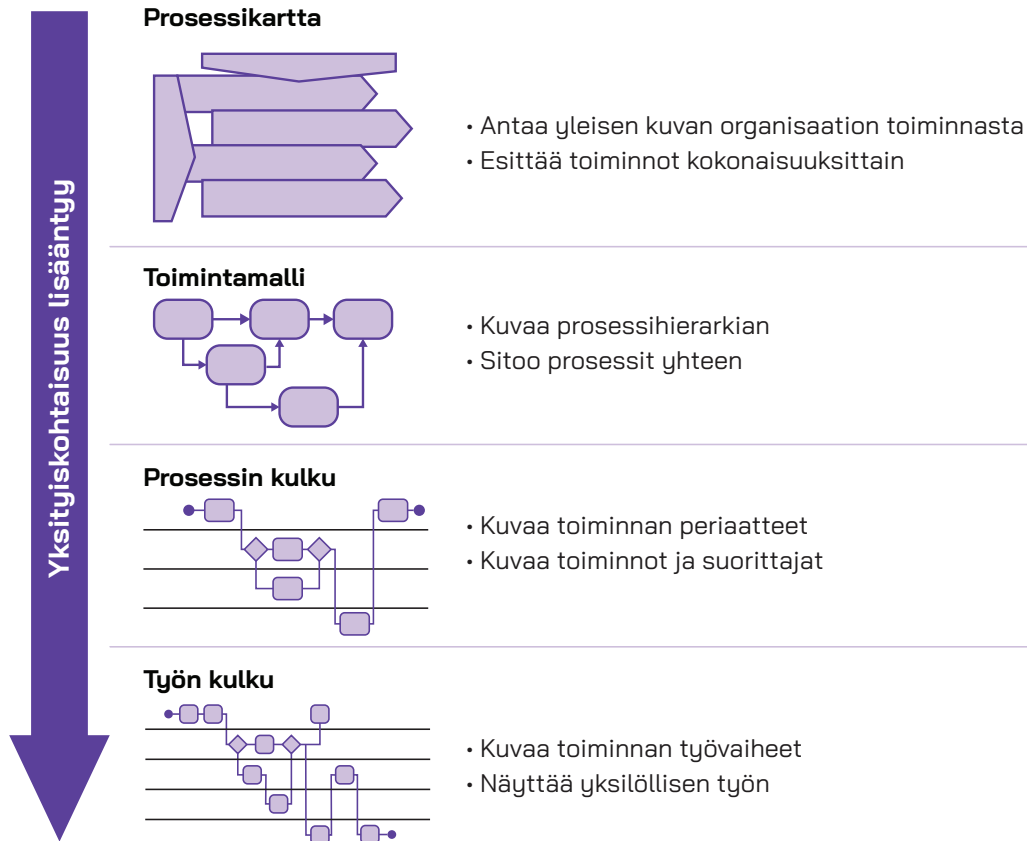 Yksityiskohtaisuus lisääntyy
Prosessikartta
• Antaa yleisen kuvan organisaation toiminnasta
• Esittää toiminnot kokonaisuuksittain
Toimintamalli
• Kuvaa prosessihierarkian
• Sitoo prosessit yhteen
Prosessin kulku
• Kuvaa toiminnan periaatteet
• Kuvaa toiminnot ja suorittajat
Työn kulku
• Kuvaa toiminnan työvaiheet
• Näyttää yksilöllisen työn